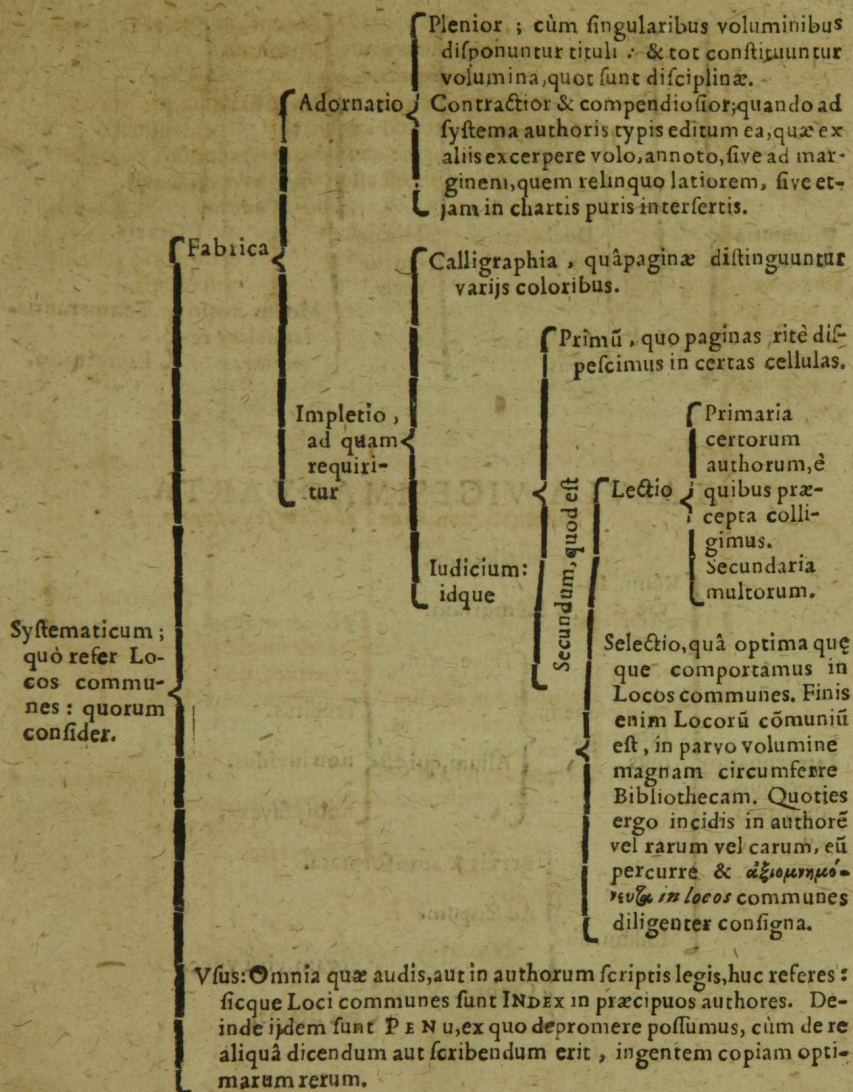 Systematicum ;
quò refer Lo-
cos commu-
nes : quorum
consider.
Fabrica
Adornatio
Plenior ; cùm singularibus voluminibus
disponuntur tituli : & tot constituuntur
volumina,quot sunt disciplinæ.
Contractior & compendiosior;quando ad
systema authoris typis editum ea,quæ ex
aliis excerpere volo,annoto,sive ad mar-
ginem,quem relinquo latiorem, sive et-
jam in chartis puris intersertis.
Impletio ,
ad quam
requiri-
tur
Calligraphia , quâ paginæ distinguuntur
varijs coloribus.
Iudicium:
idque
Primũ , quo paginas ritè dis-
pescimus in certas cellulas.
Secundum, quod est
Lectio
Primaria
certorum
authorum,è
quibus præ-
cepta colli-
gimus.
Secundaria
multorum.
Selectio,quâ optima quę
que comportamus in
Locos communes. Finis
enim Locorũ cõmuniũ
est , in parvo volumine
magnam circumferre
Bibliothecam. Quoties
ergo incidis in authorẽ
vel rarum vel carum, eũ
percurre & ἀξιομνημό-
νευτα in locos communes
diligenter consigna.
Vsus: Omnia quæ audis,aut in authorum scriptis legis,huc referes :
sicque Loci communes sunt INDEX in præcipuos authores. De-
inde ijdem sunt PENU,ex quo depromere possumus, cùm de re
aliquâ dicendum aut scribendum erit , ingentem copiam opti-
marum rerum.